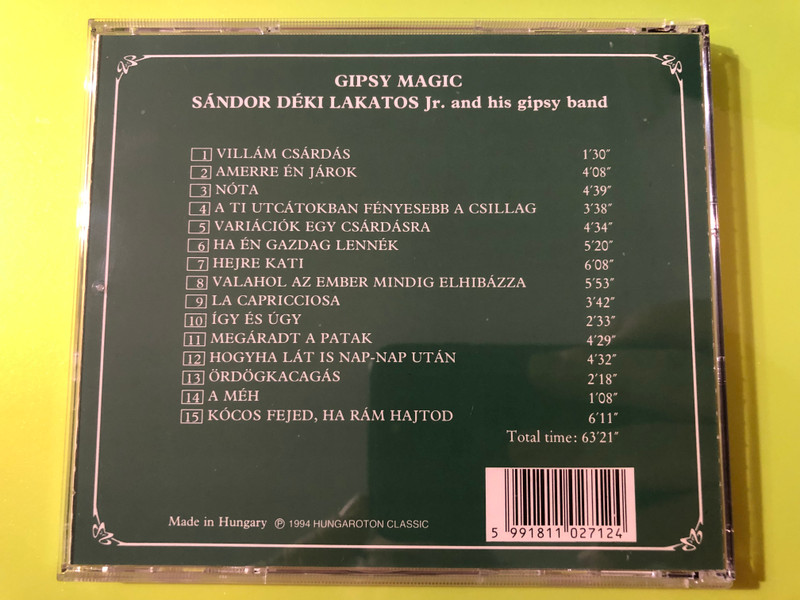 GIPSY MAGIC
SÁNDOR DÉKI LAKATOS Jr. and his gipsy band
1 VILLÁM CSÁRDÁS 1'30"
2 AMERRE ÉN JÁROK 4'08"
3 NÓTA 4'39"
4 A TI UTCÁTOKBAN FÉNYESEBB A CSILLAG 3'38"
5 VARIÁCIÓK EGY CSÁRDÁSRA 4'34"
6 HA ÉN GAZDAG LENNÉK 5'20"
7 HEJRE KATI 6'08"
8 VALAHOL AZ EMBER MINDIG ELHIBÁZZA 5'53"
9 LA CAPRICCIOSA 3'42"
10 ÍGY ÉS ÚGY 2'33"
11 MEGÁRADT A PATAK 4'29"
12 HOGYHA LÁT IS NAP-NAP UTÁN 4'32"
13 ÖRDÖGKACAGÁS 2'18"
14 A MÉH 1'08"
15 KÓCOS FEJED, HA RÁM HAJTOD 6'11"
Total time: 63'21"
Made in Hungary ℗ 1994 HUNGAROTON CLASSIC
5 991811 027124